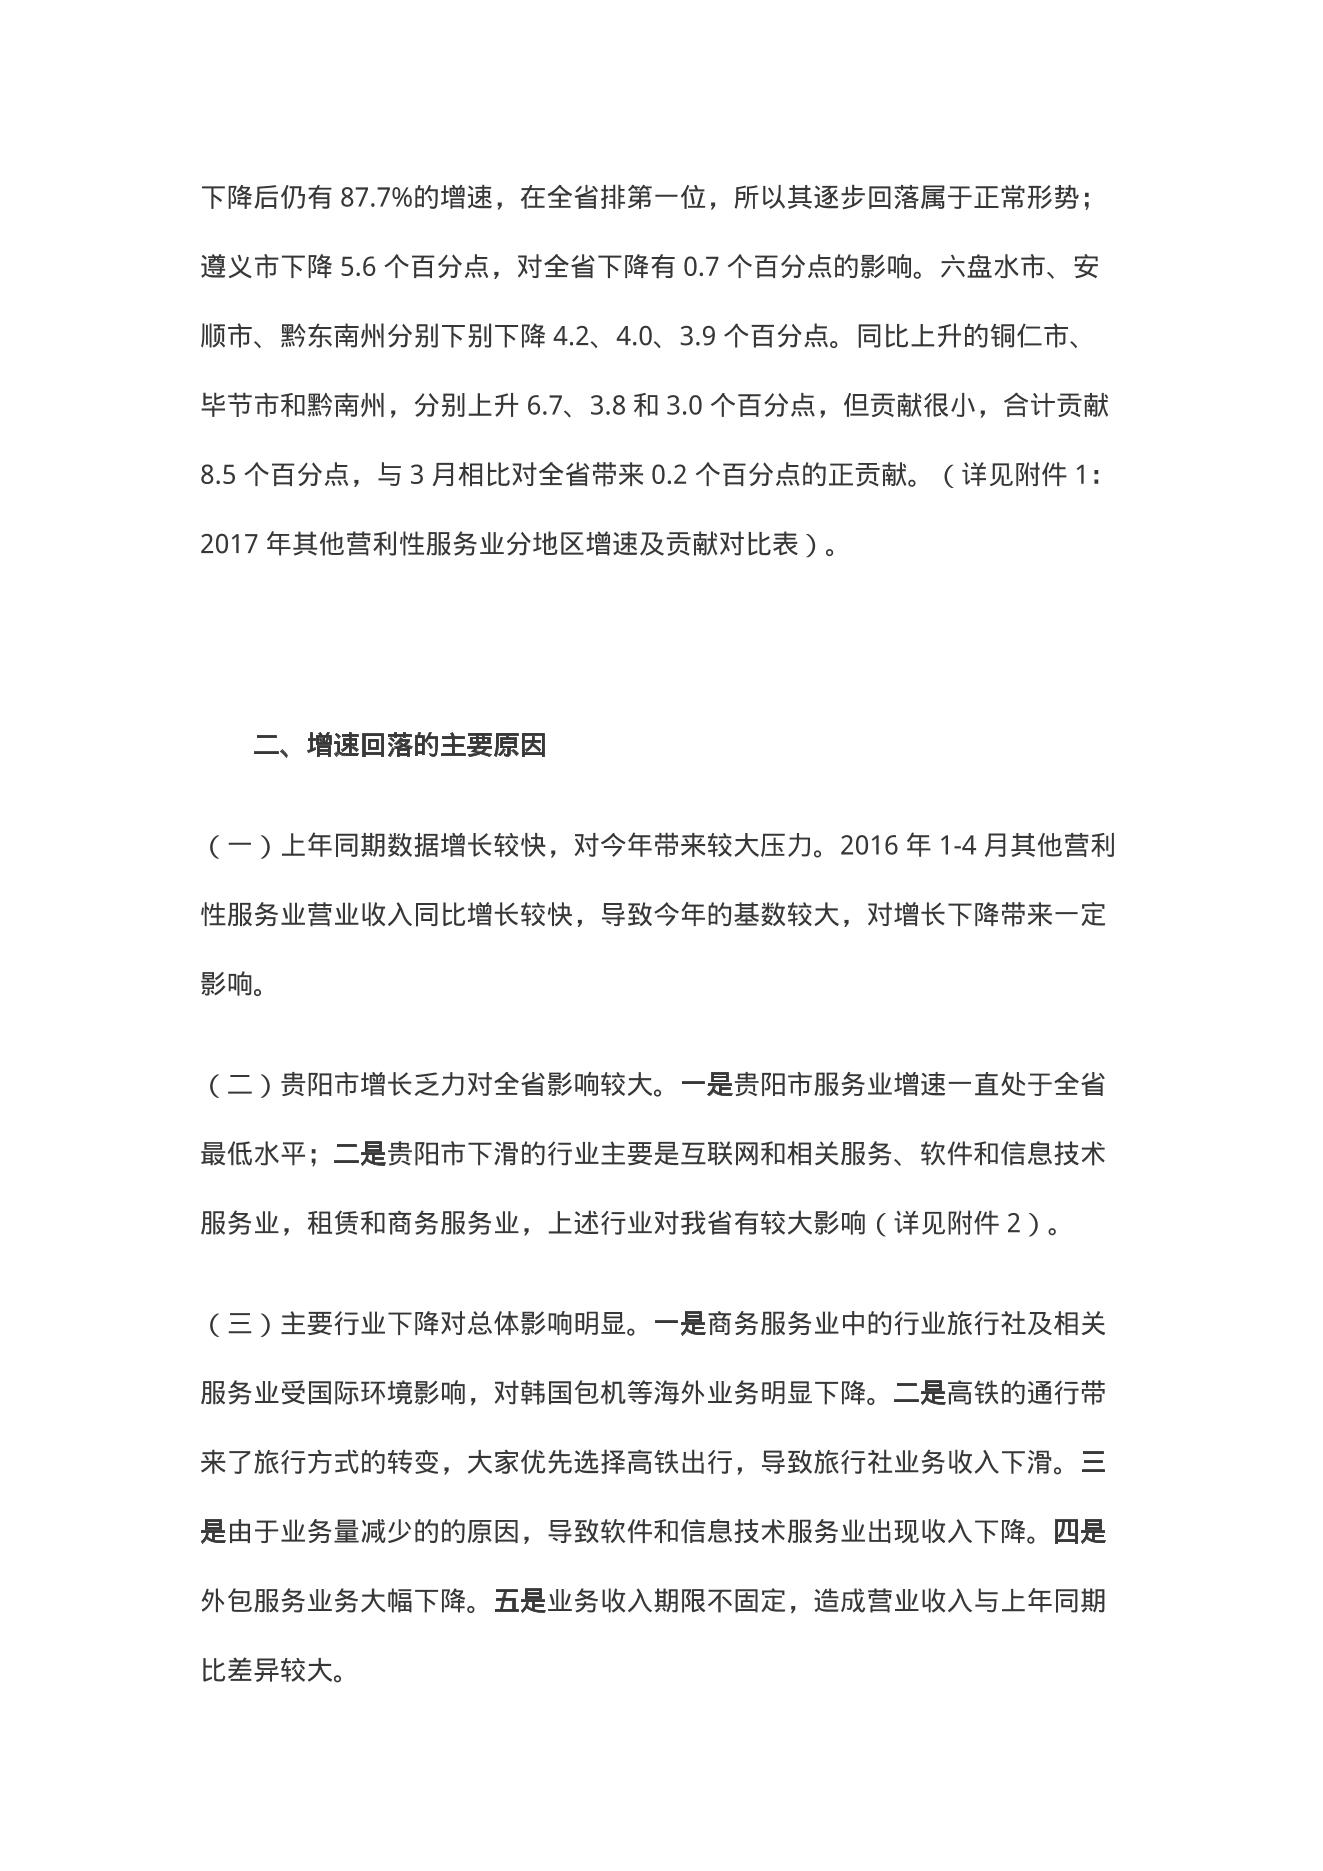 下降后仍有 87.7%的增速，在全省排第一位，所以其逐步回落属于正常形势；
遵义市下降 5.6 个百分点，对全省下降有 0.7 个百分点的影响。六盘水市、安
顺市、黔东南州分别下别下降 4.2、4.0、3.9 个百分点。同比上升的铜仁市、
毕节市和黔南州，分别上升 6.7、3.8 和 3.0 个百分点，但贡献很小，合计贡献
8.5 个百分点，与 3 月相比对全省带来 0.2 个百分点的正贡献。（详见附件 1：
2017 年其他营利性服务业分地区增速及贡献对比表）。
二、增速回落的主要原因
（一）上年同期数据增长较快，对今年带来较大压力。2016 年 1-4 月其他营利
性服务业营业收入同比增长较快，导致今年的基数较大，对增长下降带来一定
影响。
（二）贵阳市增长乏力对全省影响较大。一是贵阳市服务业增速一直处于全省
最低水平；二是贵阳市下滑的行业主要是互联网和相关服务、软件和信息技术
服务业，租赁和商务服务业，上述行业对我省有较大影响（详见附件 2）。
（三）主要行业下降对总体影响明显。一是商务服务业中的行业旅行社及相关
服务业受国际环境影响，对韩国包机等海外业务明显下降。二是高铁的通行带
来了旅行方式的转变，大家优先选择高铁出行，导致旅行社业务收入下滑。三
是由于业务量减少的的原因，导致软件和信息技术服务业出现收入下降。四是
外包服务业务大幅下降。五是业务收入期限不固定，造成营业收入与上年同期
比差异较大。